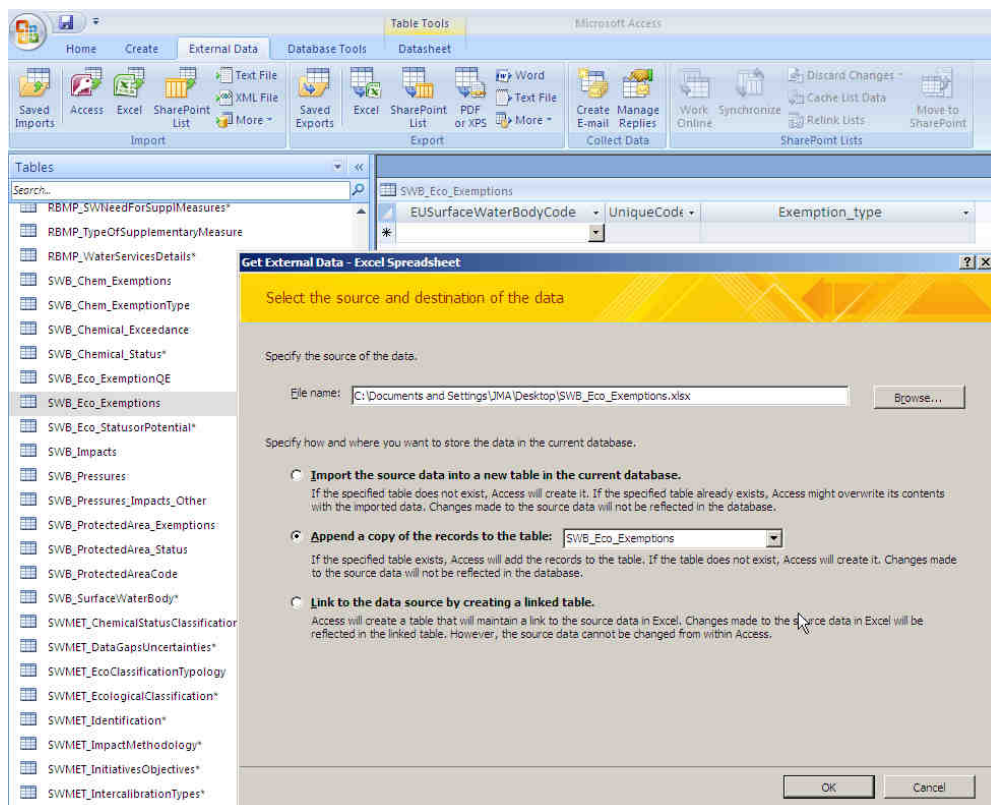 Table Tools
Microsoft Access
Home
Create
External Data
Database Tools
Datasheet
Saved Imports
Access
Excel
SharePoint List
Text File
XML File
More
Import
Saved Exports
Excel
SharePoint List
PDF or XPS
Word
Text File
More
Export
Create E-mail
Manage Replies
Collect Data
Work Online
Synchronize
Discard Changes
Cache List Data
Relink Lists
Move to SharePoint
SharePoint Lists
Tables
Search...
RBMP_SWNeedForSupplMeasures*
RBMP_TypeOfSupplementaryMeasure
RBMP_WaterServicesDetails*
SWB_Chem_Exemptions
SWB_Chem_ExemptionType
SWB_Chemical_Exceedance
SWB_Chemical_Status*
SWB_Eco_ExemptionQE
SWB_Eco_Exemptions
SWB_Eco_StatusorPotential*
SWB_Impacts
SWB_Pressures
SWB_Pressures_Impacts_Other
SWB_ProtectedArea_Exemptions
SWB_ProtectedArea_Status
SWB_ProtectedAreaCode
SWB_SurfaceWaterBody*
SWMET_ChemicalStatusClassification
SWMET_DataGapsUncertainties*
SWMET_EcoClassificationTypology
SWMET_EcologicalClassification*
SWMET_Identification*
SWMET_ImpactMethodology*
SWMET_InitiativesObjectives*
SWMET_IntercalibrationTypes*
SWB_Eco_Exemptions
EUSurfaceWaterBodyCode
UniqueCode
Exemption_type
Get External Data - Excel Spreadsheet
Select the source and destination of the data
Specify the source of the data.
File name: C:\Documents and Settings\JMA\Desktop\SWB_Eco_Exemptions.xlsx
Browse...
Specify how and where you want to store the data in the current database.
Import the source data into a new table in the current database.
If the specified table does not exist, Access will create it. If the specified table already exists, Access might overwrite its contents
with the imported data. Changes made to the source data will not be reflected in the database.
Append a copy of the records to the table: SWB_Eco_Exemptions
If the specified table exists, Access will add the records to the table. If the table does not exist, Access will create it. Changes made
to the source data will not be reflected in the database.
Link to the data source by creating a linked table.
Access will create a table that will maintain a link to the source data in Excel. Changes made to the source data in Excel will be
reflected in the linked table. However, the source data cannot be changed from within Access.
OK
Cancel